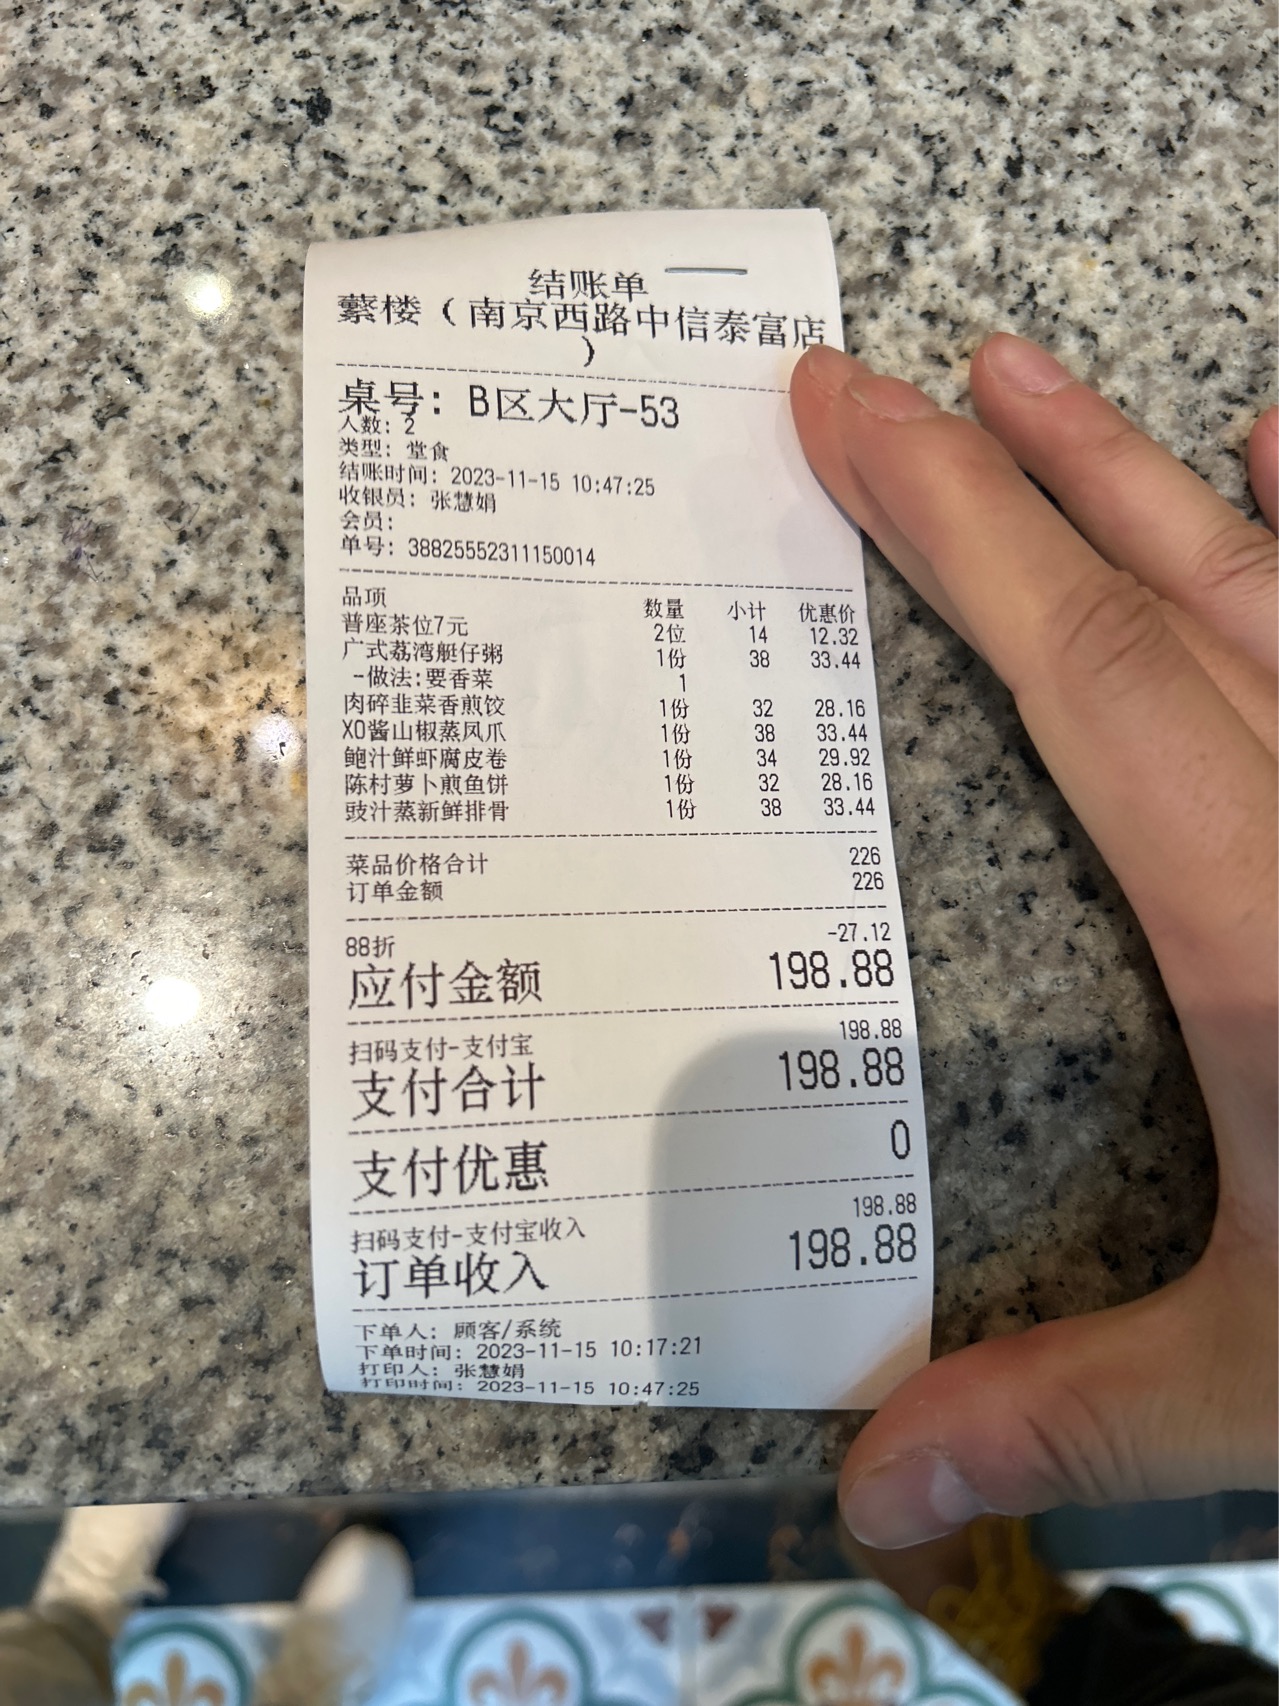 结账单
蘩楼（南京西路中信泰富店
）
桌号：B区大厅-53
人数：2
类型：堂食
结账时间：2023-11-15 10:47:25
收银员：张慧娟
会员：
单号：38825552311150014
品项 数量 小计 优惠价
普座茶位7元 2位 14 12.32
广式荔湾艇仔粥 1份 38 33.44
-做法:要香菜 1
肉碎韭菜香煎饺 1份 32 28.16
XO酱山椒蒸凤爪 1份 38 33.44
鲍汁鲜虾腐皮卷 1份 34 29.92
陈村萝卜煎鱼饼 1份 32 28.16
豉汁蒸新鲜排骨 1份 38 33.44
菜品价格合计 226
订单金额 226
88折 -27.12
应付金额 198.88
扫码支付-支付宝 198.88
支付合计 198.88
支付优惠 0
扫码支付-支付宝收入 198.88
订单收入 198.88
下单人：顾客/系统
下单时间：2023-11-15 10:17:21
打印人：张慧娟
打印时间：2023-11-15 10:47:25